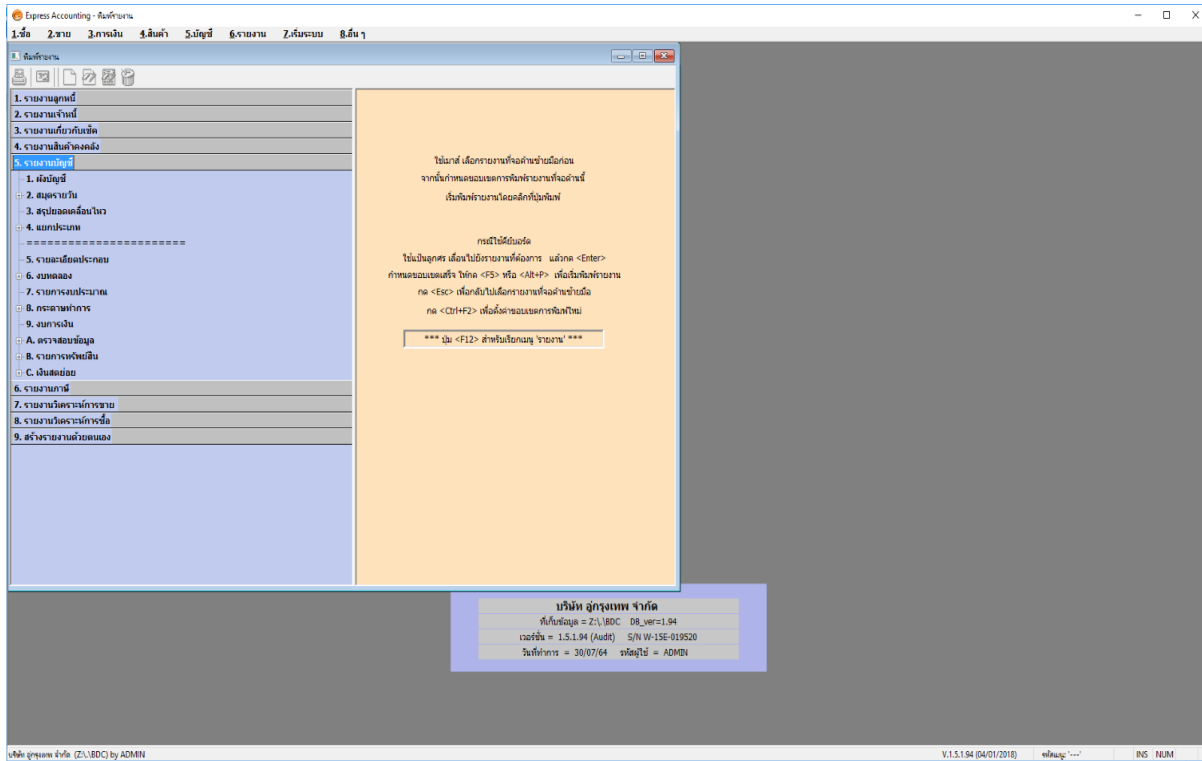 Express Accounting - พิมพ์รายงาน
1.ซื้อ 2.ขาย 3.การเงิน 4.สินค้า 5.บัญชี 6.รายงาน 7.เริ่มระบบ 8.อื่น ๆ
พิมพ์รายงาน
1. รายงานลูกหนี้
2. รายงานเจ้าหนี้
3. รายงานเกี่ยวกับเช็ค
4. รายงานสินค้าคงคลัง
5. รายงานบัญชี
1. ผังบัญชี
2. สมุดรายวัน
3. สรุปยอดเคลื่อนไหว
4. แยกประเภท
========================
5. รายละเอียดประกอบ
6. งบทดลอง
7. รายการงบประมาณ
8. กระดาษทำการ
9. งบการเงิน
A. ตรวจสอบข้อมูล
B. รายการทรัพย์สิน
C. เงินสดย่อย
6. รายงานภาษี
7. รายงานวิเคราะห์การขาย
8. รายงานวิเคราะห์การซื้อ
9. สร้างรายงานด้วยตนเอง
ใช้เมาส์ เลือกรายงานที่จอด้านซ้ายมือก่อน
จากนั้นกำหนดขอบเขตการพิมพ์รายงานที่จอด้านนี้
เริ่มพิมพ์รายงานโดยคลิกที่ปุ่มพิมพ์
กรณีใช้คีย์บอร์ด
ใช้แป้นลูกศร เลื่อนไปยังรายงานที่ต้องการ แล้วกด <Enter>
กำหนดขอบเขตเสร็จ ให้กด <F5> หรือ <Alt+P> เพื่อเริ่มพิมพ์รายงาน
กด <Esc> เพื่อกลับไปเลือกรายงานที่จอด้านซ้ายมือ
กด <Ctrl+F2> เพื่อตั้งค่าขอบเขตการพิมพ์ใหม่
*** ปุ่ม <F12> สำหรับเรียกเมนู 'รายงาน' ***
บริษัท อู่กรุงเทพ จำกัด
ที่เก็บข้อมูล = Z:\.\BDC DB_ver=1.94
เวอร์ชั่น = 1.5.1.94 (Audit) S/N W-15E-019520
วันที่ทำการ = 30/07/64 รหัสผู้ใช้ = ADMIN
บริษัท อู่กรุงเทพ จำกัด (Z:\.\BDC) by ADMIN V.1.5.1.94 (04/01/2018) รหัสเมนู: '---' INS NUM